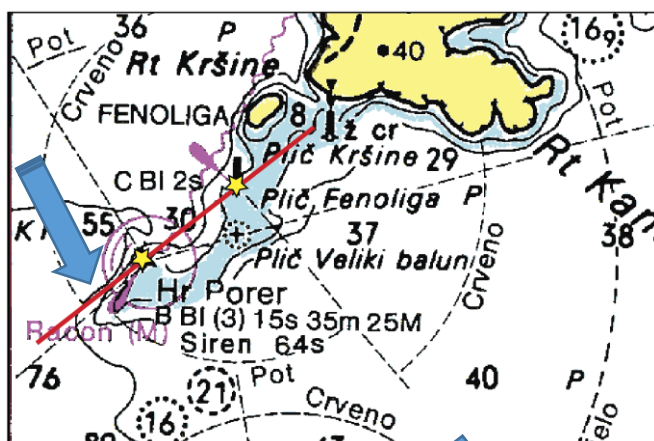 36
P
16₉
Pot
Rt Kršine
40
Crveno
FENOLIGA
8
ž cr
Pot
Plič Kršine 29
Rt Kam
C Bl 2s
Plič Fenoliga
P
K
55
30
37
38
Plič Veliki balun
Crveno
Hr Porer
B Bl (3) 15s 35m 25M
Racon (M)
Siren 64s
76
Pot
40
P
21
Crveno
16